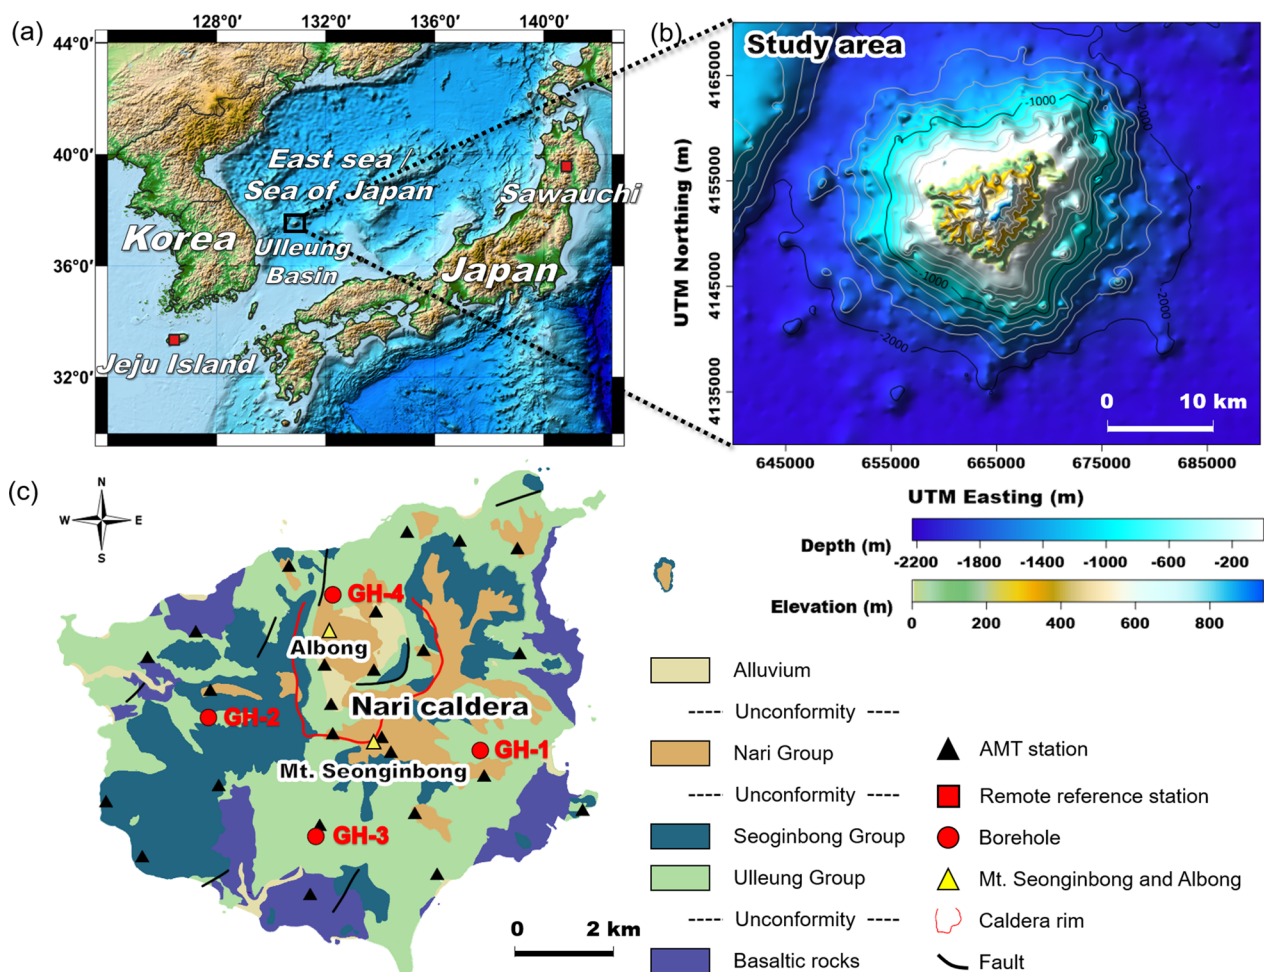 (a)
128°0'
132°0'
136°0'
140°0'
44°0'
40°0'
36°0'
32°0'
East sea /
Sea of Japan
Sawauchi
Korea
Ulleung
Basin
Japan
Jeju Island
(b)
Study area
UTM Northing (m)
4165000
4155000
4145000
4135000
-1000
-2000
-1000
-2000
-2000
0 10 km
645000 655000 665000 675000 685000
UTM Easting (m)
Depth (m)
-2200 -1800 -1400 -1000 -600 0
Elevation (m)
0 200 400 600 800
(c)
N
W E
S
GH-4
Albong
Nari caldera
GH-2
GH-1
Mt. Seonginbong
GH-3
0 2 km
Alluvium
Unconformity
Nari Group
Unconformity
Seoginbong Group
Ulleung Group
Unconformity
Basaltic rocks
AMT station
Remote reference station
Borehole
Mt. Seonginbong and Albong
Caldera rim
Fault